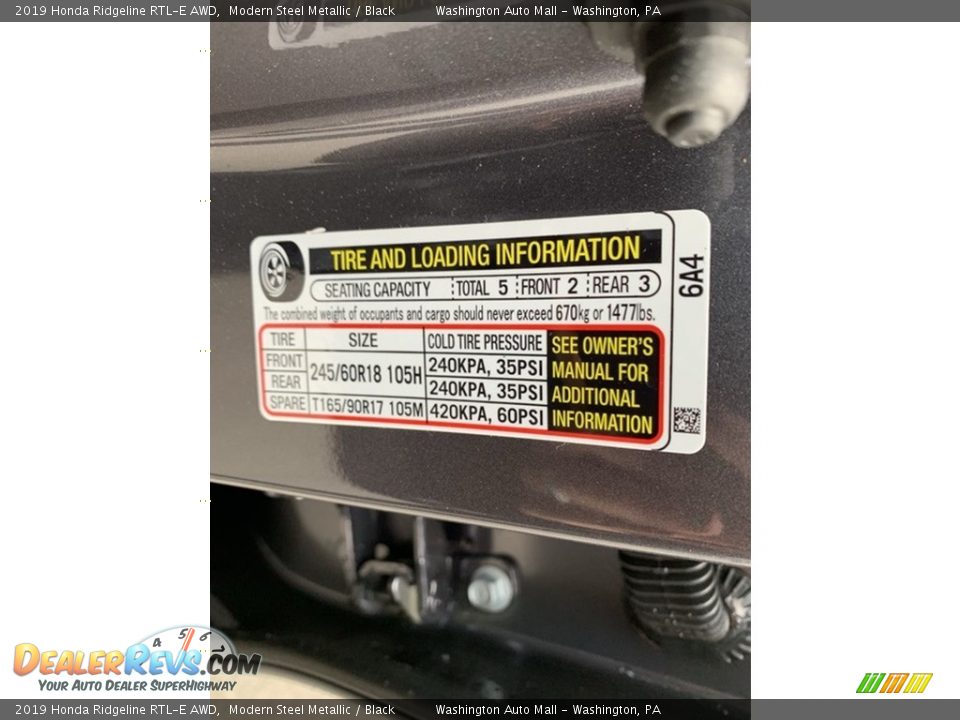 2019 Honda Ridgeline RTL-E AWD, Modern Steel Metallic / Black Washington Auto Mall - Washington, PA
TIRE AND LOADING INFORMATION
SEATING CAPACITY TOTAL 5 FRONT 2 REAR 3
The combined weight of occupants and cargo should never exceed 670kg or 1477lbs.
TIRE SIZE COLD TIRE PRESSURE
FRONT 245/60R18 105H 240KPA, 35PSI
REAR 240KPA, 35PSI
SPARE T165/90R17 105M 420KPA, 60PSI
SEE OWNER'S
MANUAL FOR
ADDITIONAL
INFORMATION
6A4
4 5 6
DEALERREVS.COM
YOUR AUTO DEALER SUPERHIGHWAY
2019 Honda Ridgeline RTL-E AWD, Modern Steel Metallic / Black Washington Auto Mall - Washington, PA